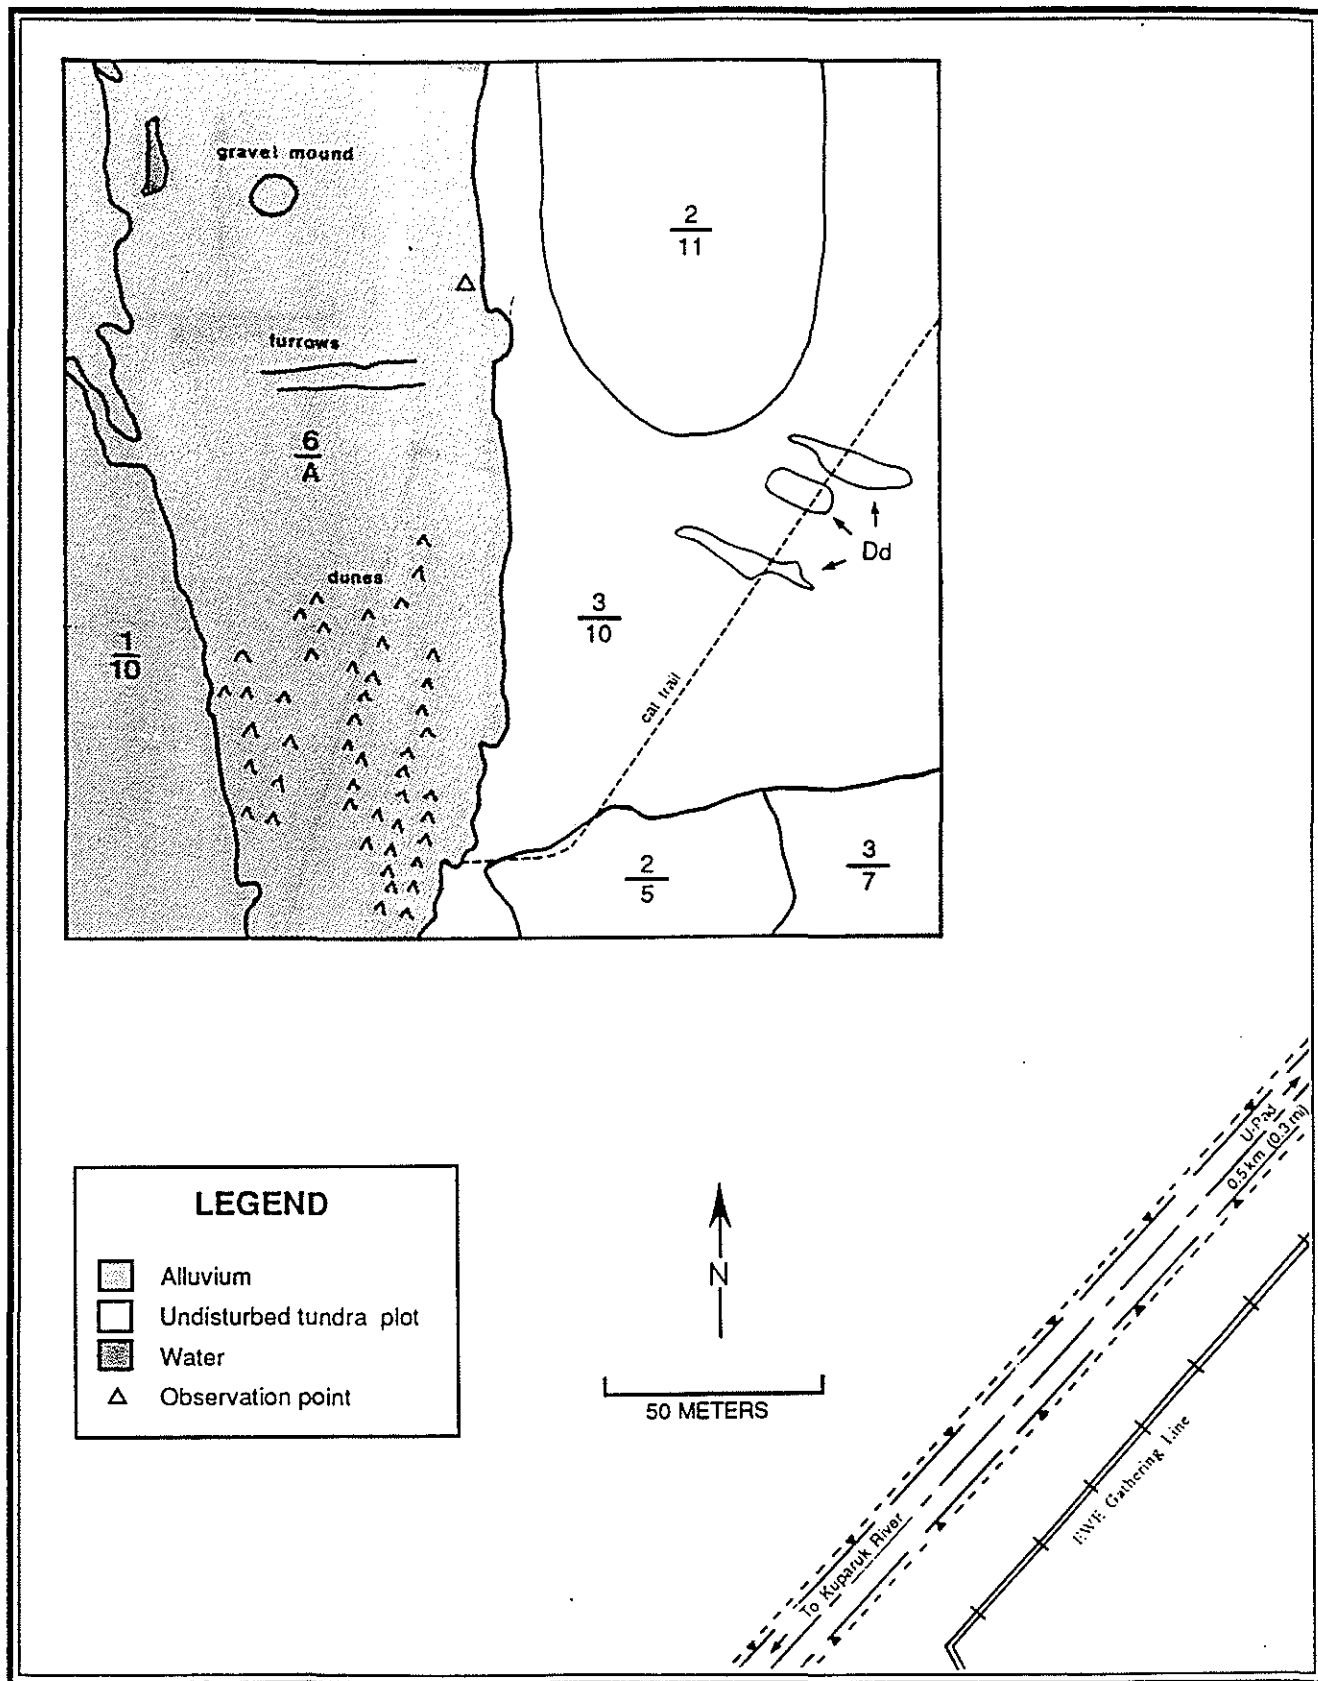 gravel mound
2
11
furrows
6
A
Dd
dunes
3
10
1
10
cat trail
2
5
3
7
LEGEND
Alluvium
Undisturbed tundra plot
Water
Observation point
N
50 METERS
U-Pad
0.5 km (0.3 mi)
EWE Gathering Line
To Kuparuk River